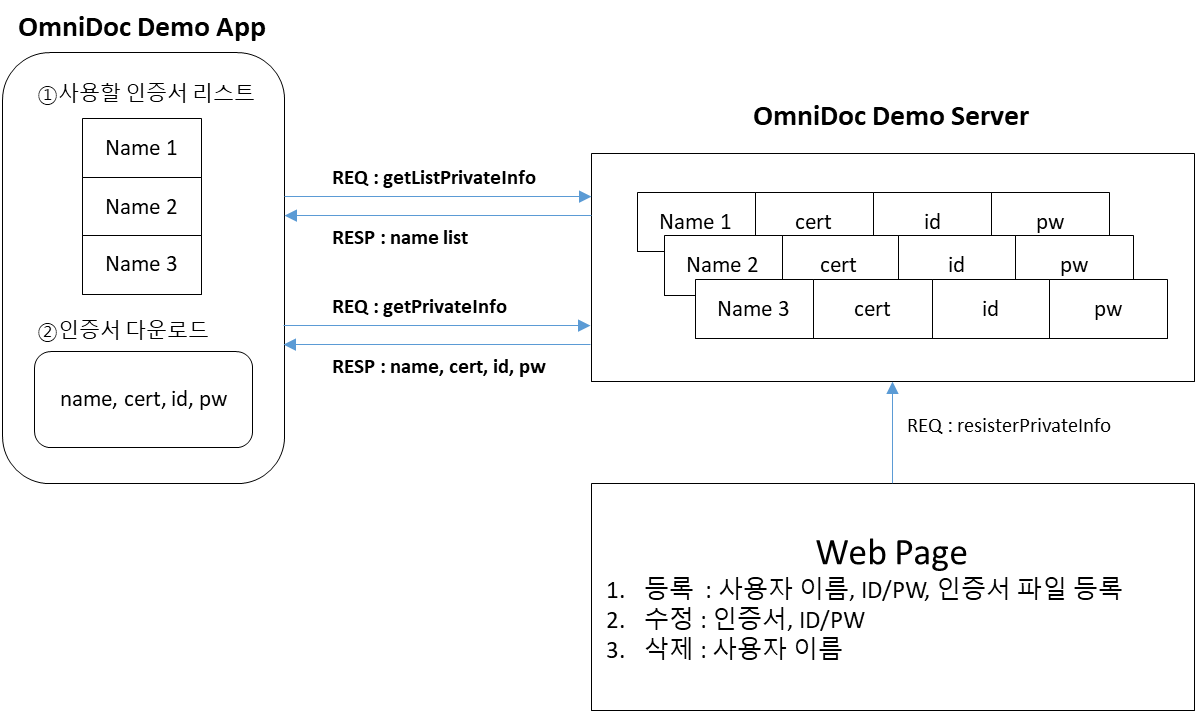 OmniDoc Demo App
①사용할 인증서 리스트
Name 1
Name 2
Name 3
②인증서 다운로드
name, cert, id, pw
REQ : getListPrivateInfo
RESP : name list
REQ : getPrivateInfo
RESP : name, cert, id, pw
OmniDoc Demo Server
Name 1 cert id pw
Name 2 cert id pw
Name 3 cert id pw
REQ : resisterPrivateInfo
Web Page
1. 등록 : 사용자 이름, ID/PW, 인증서 파일 등록
2. 수정 : 인증서, ID/PW
3. 삭제 : 사용자 이름